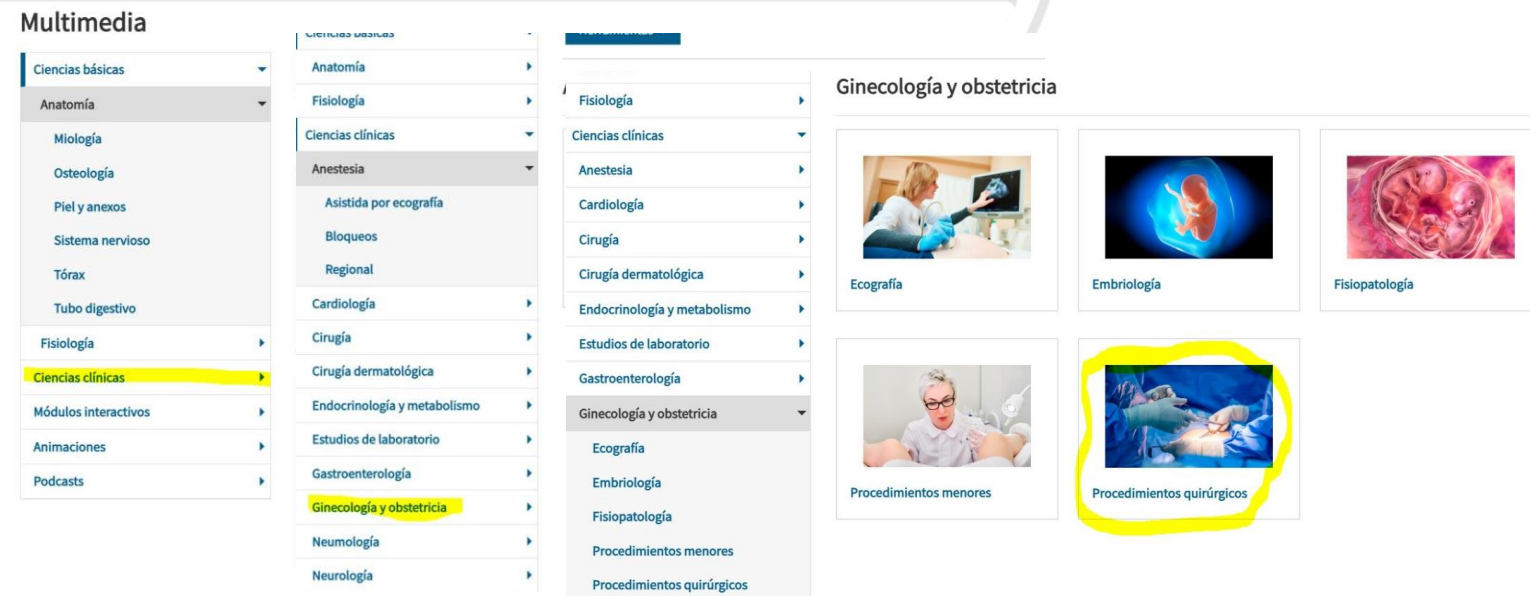 Multimedia
Ciencias básicas
Anatomía
Miología
Osteología
Piel y anexos
Sistema nervioso
Tórax
Tubo digestivo
Fisiología
Ciencias clínicas
Módulos interactivos
Animaciones
Podcasts
Ciencias básicas
Anatomía
Fisiología
Ciencias clínicas
Anestesia
Asistida por ecografía
Bloqueos
Regional
Cardiología
Cirugía
Cirugía dermatológica
Endocrinología y metabolismo
Estudios de laboratorio
Gastroenterología
Ginecología y obstetricia
Neumología
Neurología
Fisiología
Ciencias clínicas
Anestesia
Cardiología
Cirugía
Cirugía dermatológica
Endocrinología y metabolismo
Estudios de laboratorio
Gastroenterología
Ginecología y obstetricia
Ecografía
Embriología
Fisiopatología
Procedimientos menores
Procedimientos quirúrgicos
Ginecología y obstetricia
Ecografía
Embriología
Fisiopatología
Procedimientos menores
Procedimientos quirúrgicos